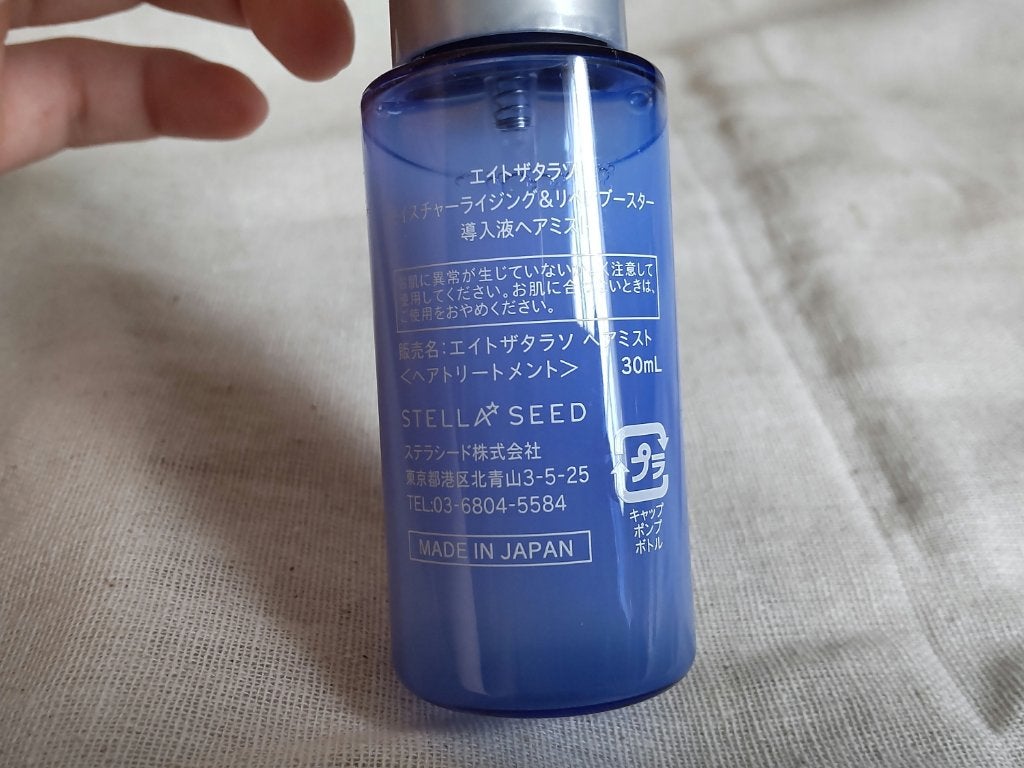 エイトザタラソ
イスチャーライジング&リペアブースター
導入液ヘアミスト
お肌に異常が生じていないかよく注意して
使用してください。お肌に合わないときは、
ご使用をおやめください。
販売名:エイトザタラソ ヘアミスト
<ヘアトリートメント> 30mL
STELLA SEED
ステラシード株式会社
東京都港区北青山3-5-25
TEL:03-6804-5584
プラ
キャップ
ポンプ
ボトル
MADE IN JAPAN